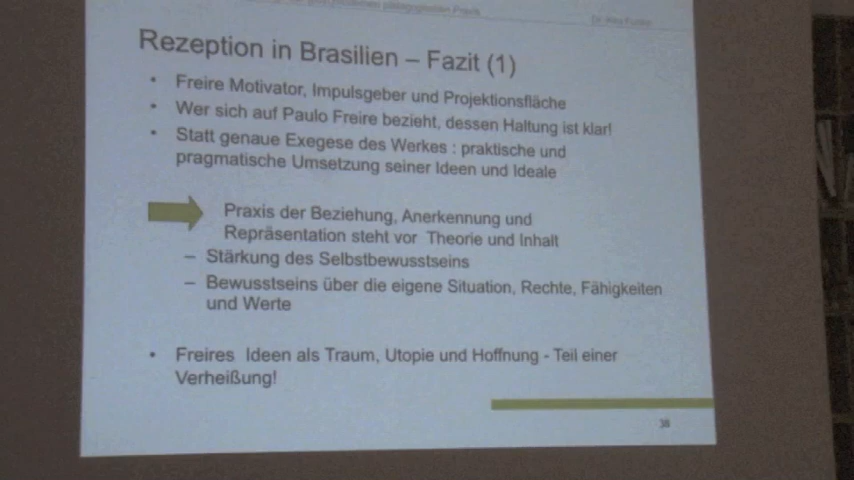 pädagogischen Praxis
Rezeption in Brasilien – Fazit (1)
• Freire Motivator, Impulsgeber und Projektionsfläche
• Wer sich auf Paulo Freire bezieht, dessen Haltung ist klar!
• Statt genaue Exegese des Werkes : praktische und
pragmatische Umsetzung seiner Ideen und Ideale
Praxis der Beziehung, Anerkennung und
Repräsentation steht vor Theorie und Inhalt
– Stärkung des Selbstbewusstseins
– Bewusstseins über die eigene Situation, Rechte, Fähigkeiten
und Werte
• Freires Ideen als Traum, Utopie und Hoffnung - Teil einer
Verheißung!
38